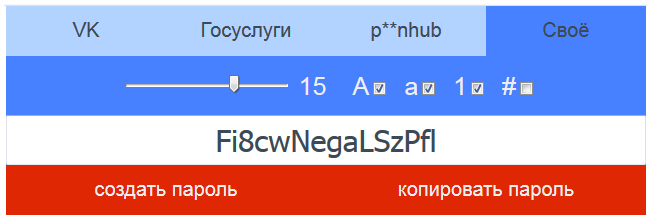 VK Госуслуги p**nhub Своё
15 A a 1 #
Fi8cwNegaLSzPfl
создать пароль копировать пароль